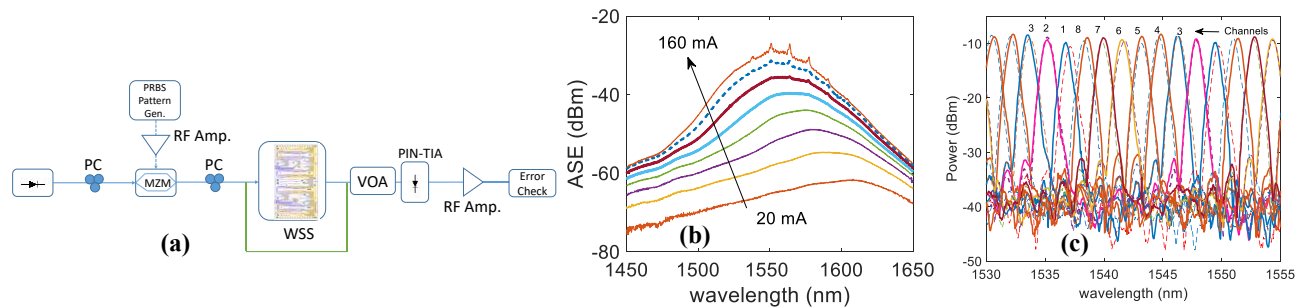 PRBS
Pattern
Gen.
RF Amp.
PC
MZM
PC
WSS
VOA
PIN-TIA
RF Amp.
Error
Check
(a)
ASE (dBm)
-20
-40
-60
-80
160 mA
20 mA
(b)
1450
1500
1550
1600
1650
wavelength (nm)
Power (dBm)
-10
-20
-30
-40
-50
3 2 1 8 7 6 5 4 3 Channels
(c)
1530
1535
1540
1545
1550
1555
wavelength (nm)